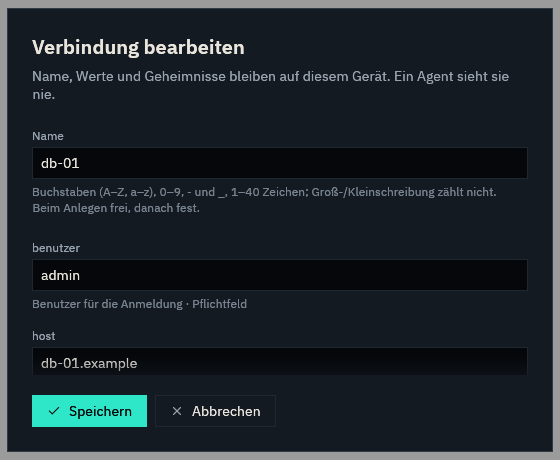 Verbindung bearbeiten
Name, Werte und Geheimnisse bleiben auf diesem Gerät. Ein Agent sieht sie
nie.
Name
db-01
Buchstaben (A–Z, a–z), 0–9, - und _, 1–40 Zeichen; Groß-/Kleinschreibung zählt nicht.
Beim Anlegen frei, danach fest.
benutzer
admin
Benutzer für die Anmeldung · Pflichtfeld
host
db-01.example
Speichern
Abbrechen